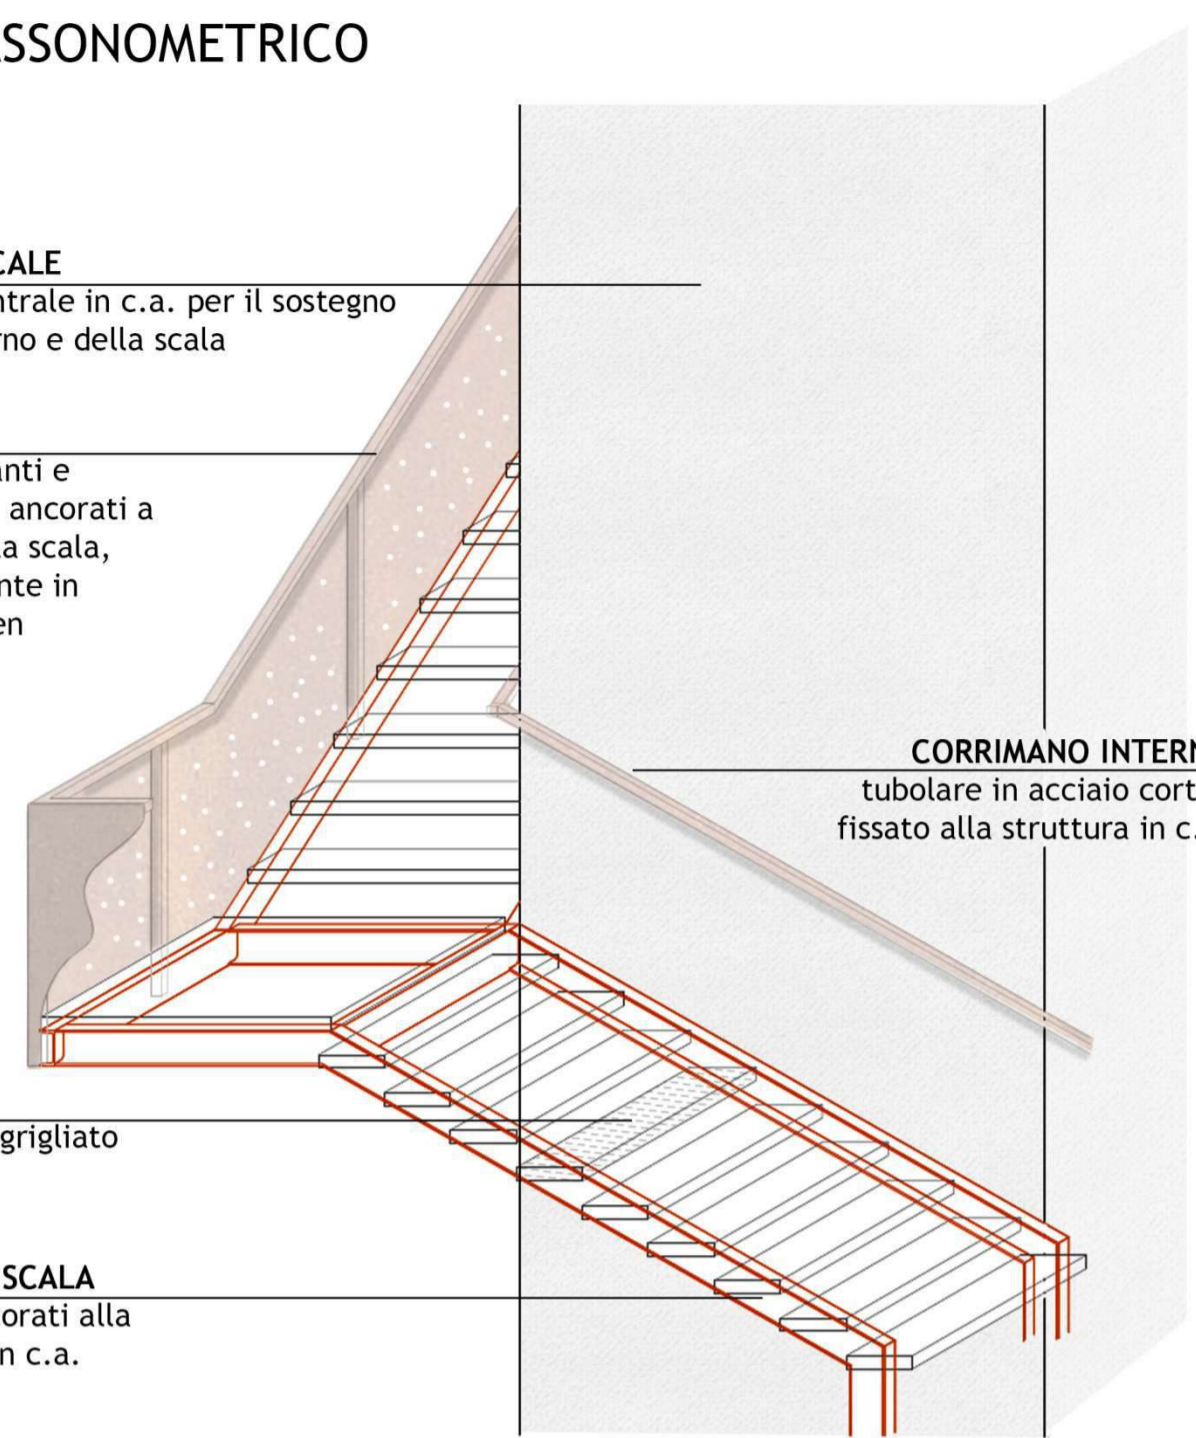 SSONOMETRICO
CALE
ntrale in c.a. per il sostegno
rno e della scala
anti e
ancorati a
a scala,
nte in
en
CORRIMANO INTERN
tubolare in acciaio cort
fissato alla struttura in c.
grigliato
SCALA
orati alla
n c.a.